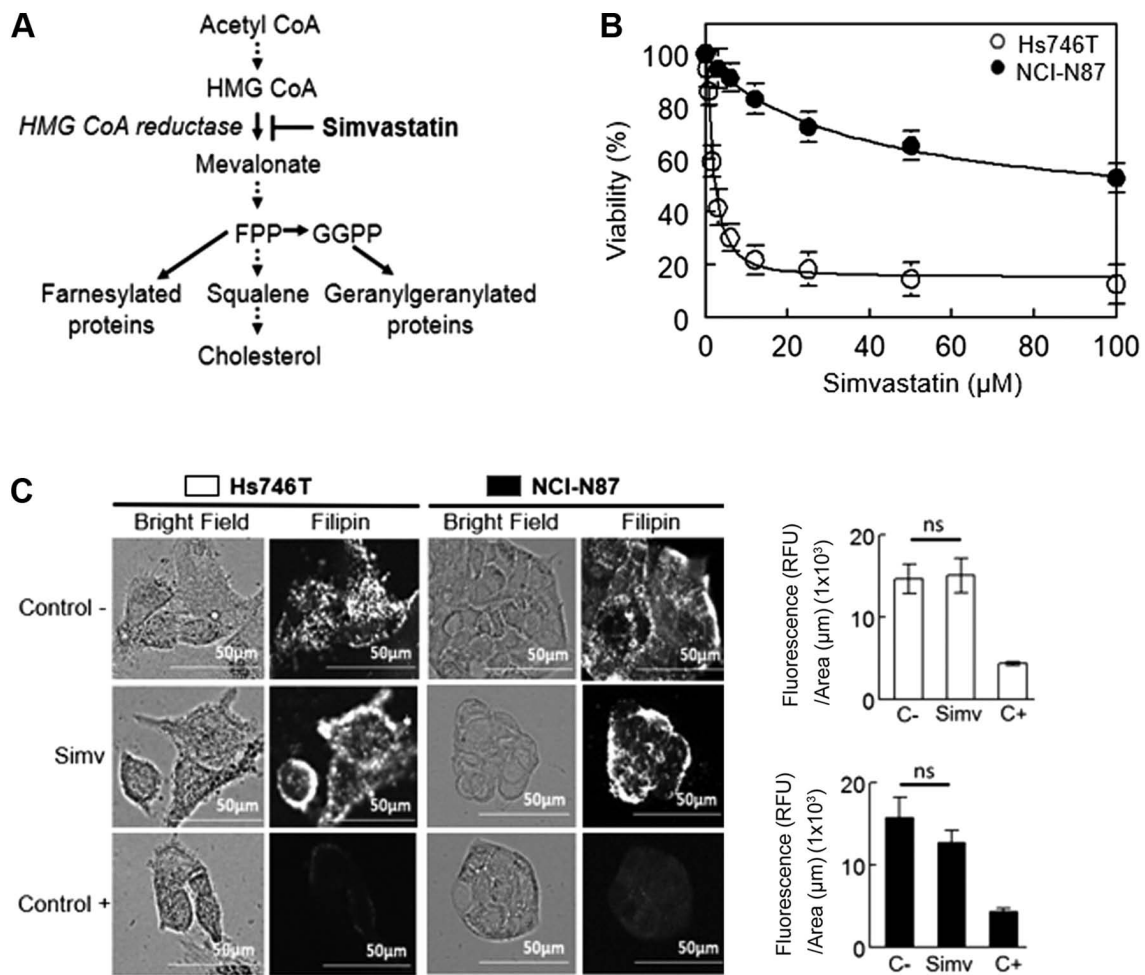 A
Acetyl CoA
HMG CoA
HMG CoA reductase
Simvastatin
Mevalonate
FPP
GGPP
Farnesylated
proteins
Squalene
Geranylgeranylated
proteins
Cholesterol
B
Hs746T
NCI-N87
Viability (%)
100
80
60
40
20
0
0 20 40 60 80 100
Simvastatin (µM)
C
Hs746T
NCI-N87
Bright Field
Filipin
Bright Field
Filipin
Control -
50µm
50µm
50µm
50µm
Simv
50µm
50µm
50µm
50µm
Control +
50µm
50µm
50µm
50µm
Fluorescence (RFU)
/Area (µm) (1x10³)
20
10
0
ns
C- Simv C+
Fluorescence (RFU)
/Area (µm) (1x10³)
20
10
0
ns
C- Simv C+